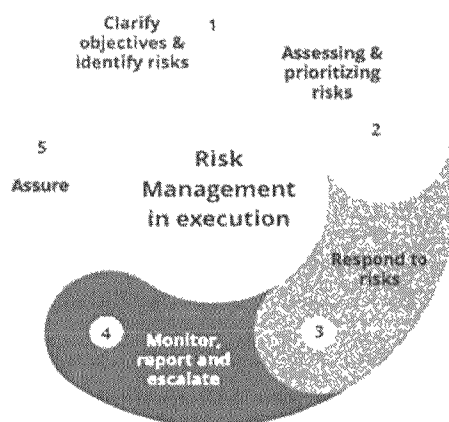 1
Clarify
objectives &
identify risks
Assessing &
prioritizing
risks
2
Respond to
risks
3
Monitor,
report and
escalate
4
5
Assure
Risk
Management
in execution